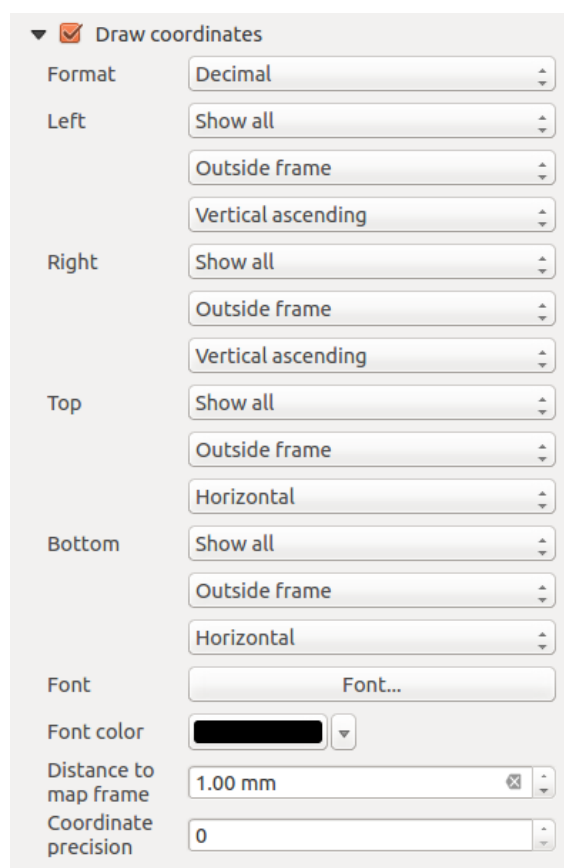 Draw coordinates
Format Decimal
Left Show all
Outside frame
Vertical ascending
Right Show all
Outside frame
Vertical ascending
Top Show all
Outside frame
Horizontal
Bottom Show all
Outside frame
Horizontal
Font Font...
Font color
Distance to
map frame 1.00 mm
Coordinate
precision 0